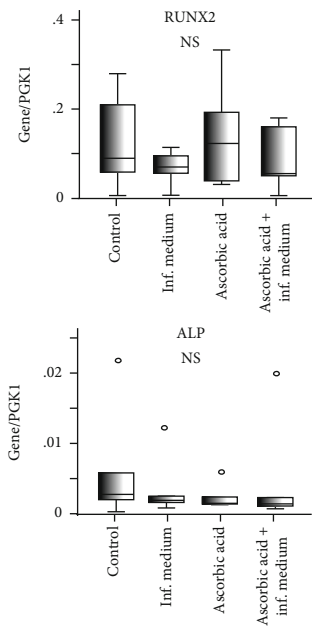 RUNX2
NS
Gene/PGK1
.4
.2
0
Control
Inf. medium
Ascorbic acid
Ascorbic acid +
inf. medium
ALP
NS
Gene/PGK1
.02
.01
0
Control
Inf. medium
Ascorbic acid
Ascorbic acid +
inf. medium